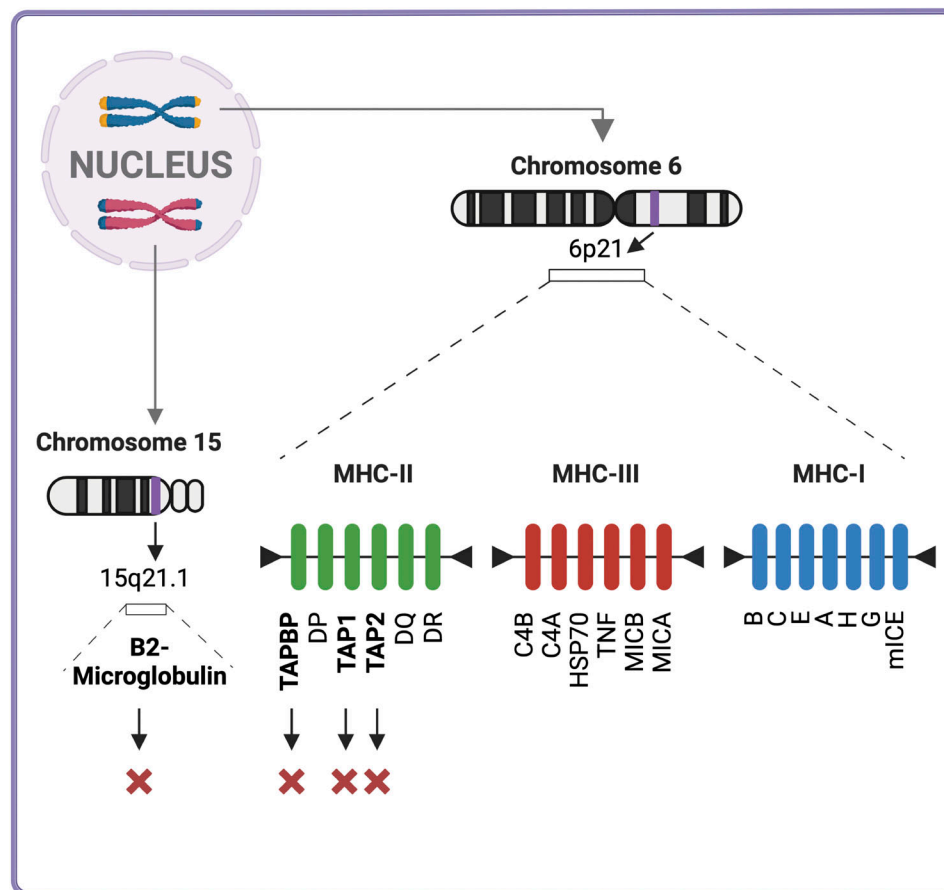 NUCLEUS
Chromosome 6
6p21
Chromosome 15
15q21.1
B2-
Microglobulin
MHC-II
TAPBP
DP
TAP1
TAP2
DQ
DR
MHC-III
C4B
C4A
HSP70
TNF
MICB
MICA
MHC-I
B
C
E
A
H
G
mICE